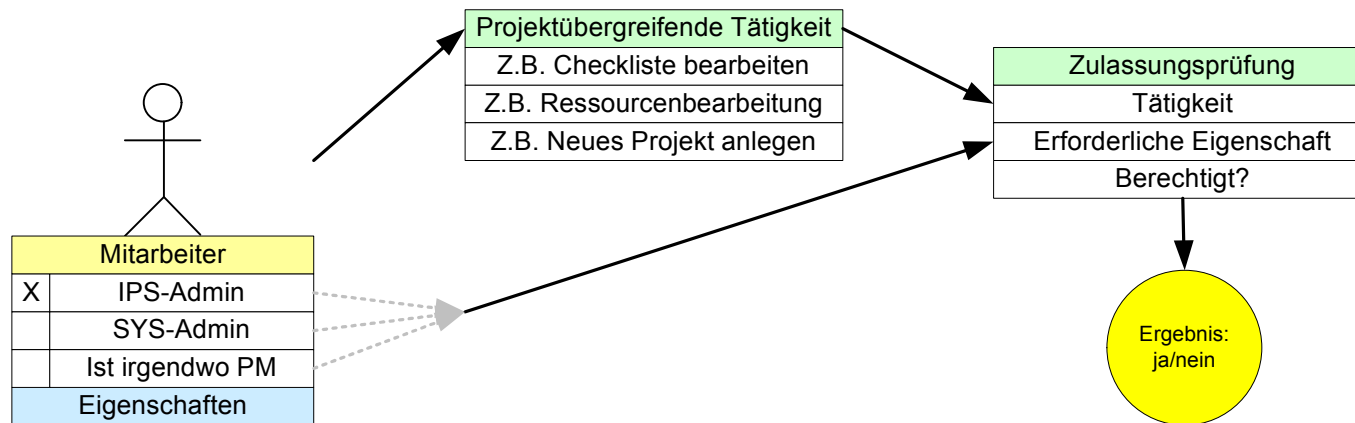 Projektübergreifende Tätigkeit
Z.B. Checkliste bearbeiten
Z.B. Ressourcenbearbeitung
Z.B. Neues Projekt anlegen
Zulassungsprüfung
Tätigkeit
Erforderliche Eigenschaft
Berechtigt?
Mitarbeiter
X IPS-Admin
SYS-Admin
Ist irgendwo PM
Eigenschaften
Ergebnis:
ja/nein